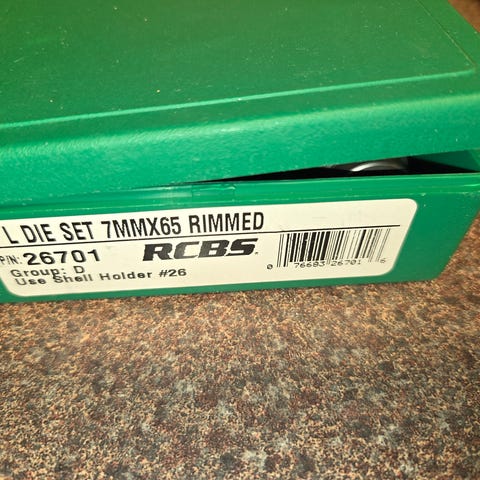 L DIE SET 7MMX65 RIMMED
P/N: 26701 RCBS
Group: D
Use Shell Holder #26
0 76683 26701 6